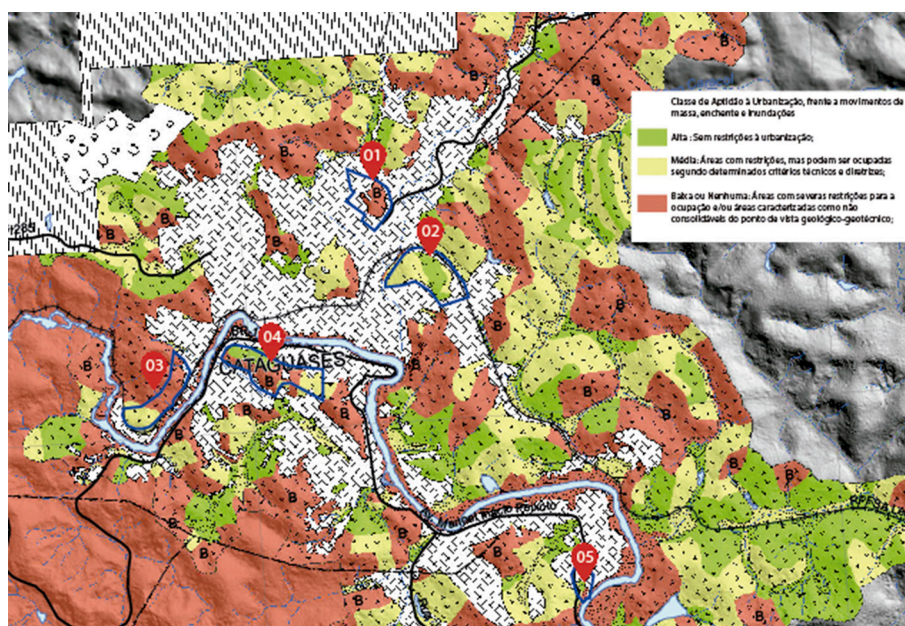 Classe de Aptidão à Urbanização, frente a movimentos de
massa, enchente e inundações
Alta: Sem restrições à urbanização;
Média: Áreas com restrições, mas podem ser ocupadas
segundo determinados critérios técnicos e diretrizes;
Baixa ou Nenhuma: Áreas com severas restrições para a
ocupação e/ou áreas caracterizadas como não
consolidáveis do ponto de vista geológico-geotécnico;
01
B
B
B
02
B
B
03
B
04
CATAGUASES
B
B
B
B
B
B
B
B
B
B
B
Peixoto
B
05
B